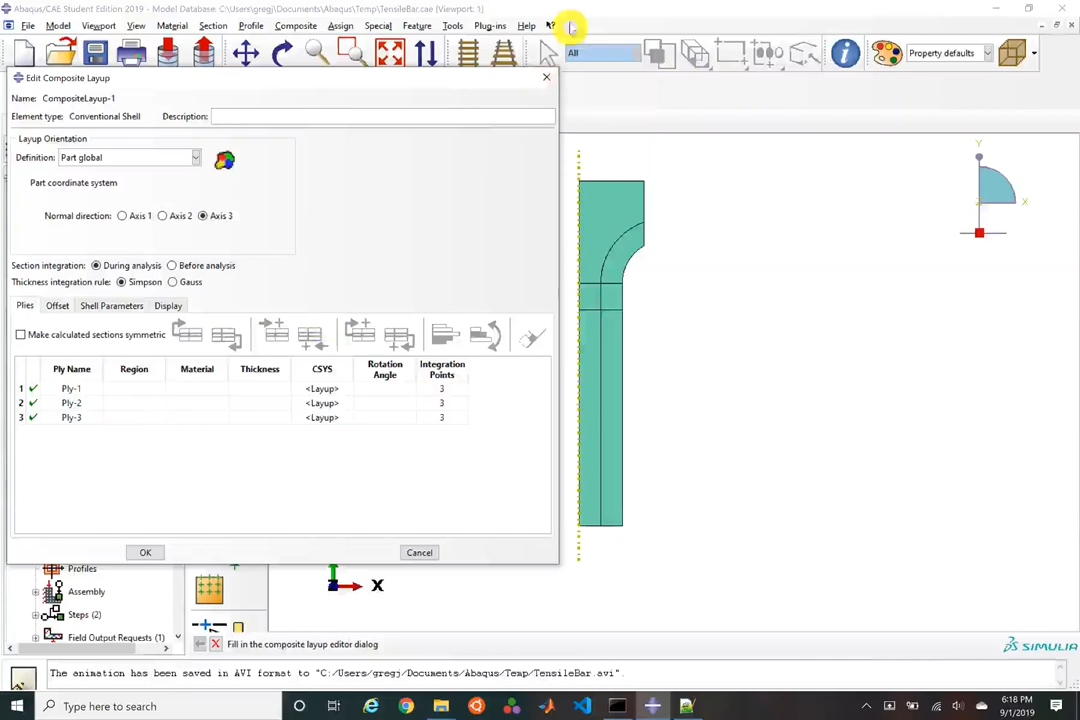 Abaqus/CAE Student Edition 2019 - Model Database: C:\Users\gregj\Documents\Abaqus\Temp\TensileBar.cae [Viewport: 1]
File Model Viewport View Material Section Profile Composite Assign Special Feature Tools Plug-ins Help
All
Property defaults
Edit Composite Layup
Name: CompositeLayup-1
Element type: Conventional Shell Description:
Layup Orientation
Definition: Part global
Part coordinate system
Normal direction: Axis 1 Axis 2 Axis 3
Section integration: During analysis Before analysis
Thickness integration rule: Simpson Gauss
Plies Offset Shell Parameters Display
Make calculated sections symmetric
Ply Name Region Material Thickness CSYS Rotation Angle Integration Points
1 Ply-1 <Layup> 3
2 Ply-2 <Layup> 3
3 Ply-3 <Layup> 3
OK Cancel
Y
X
Profiles
Assembly
Steps (2)
Field Output Requests (1)
X
Fill in the composite layup editor dialog
SIMULIA
The animation has been saved in AVI format to "C:/Users/gregj/Documents/Abaqus/Temp/TensileBar.avi".
Type here to search
6:18 PM
9/1/2019